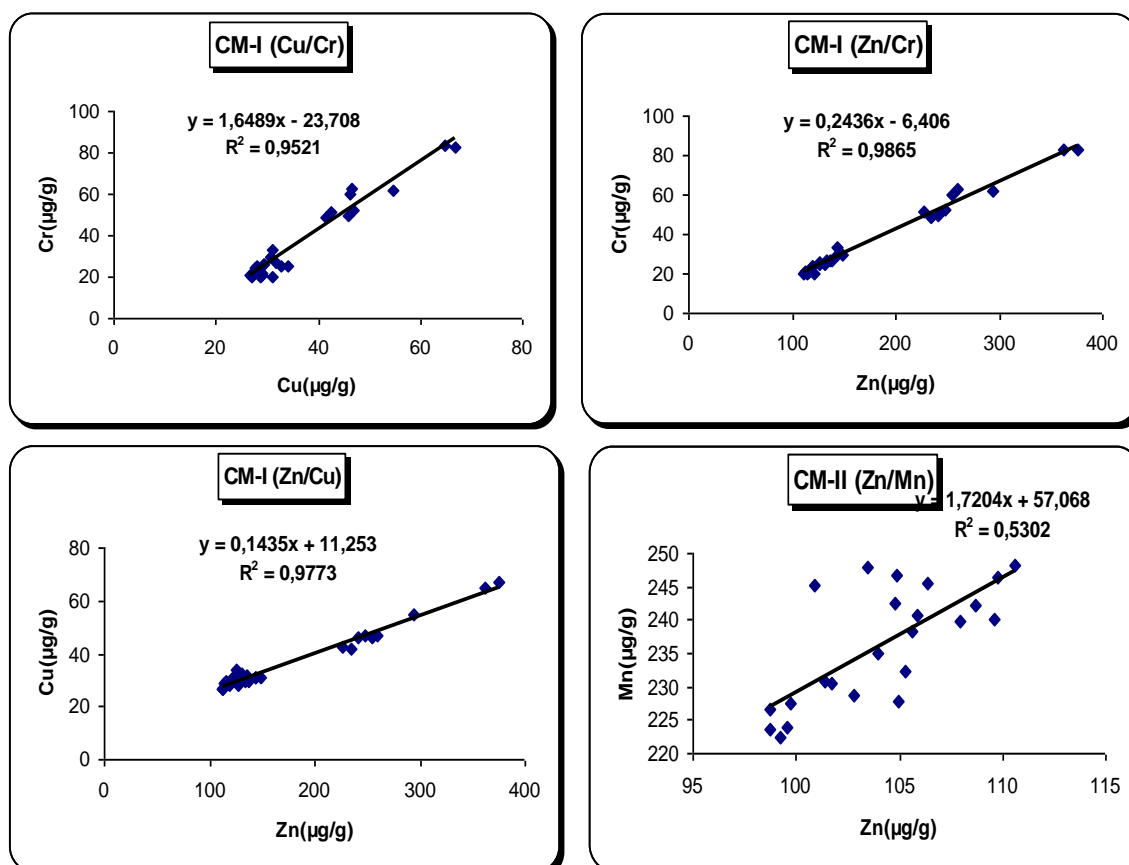 CM-I (Cu/Cr)
y = 1,6489x - 23,708
R² = 0,9521
100
80
60
40
20
0
Cr(µg/g)
0 20 40 60 80
Cu(µg/g)
CM-I (Zn/Cr)
y = 0,2436x - 6,406
R² = 0,9865
100
80
60
40
20
0
Cr(µg/g)
0 100 200 300 400
Zn(µg/g)
CM-I (Zn/Cu)
y = 0,1435x + 11,253
R² = 0,9773
80
60
40
20
0
Cu(µg/g)
0 100 200 300 400
Zn(µg/g)
CM-II (Zn/Mn)
y = 1,7204x + 57,068
R² = 0,5302
250
245
240
235
230
225
220
Mn(µg/g)
95 100 105 110 115
Zn(µg/g)